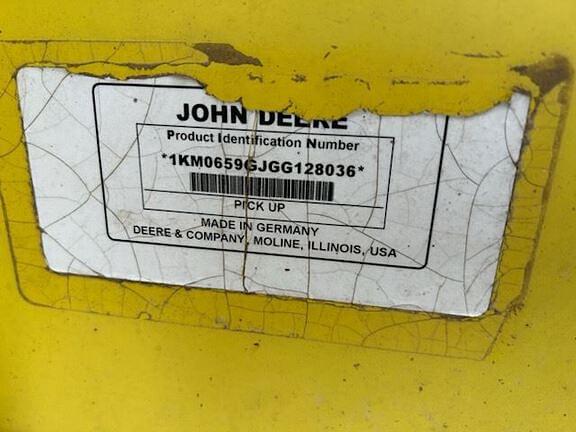 JOHN DEERE
Product Identification Number
*1KM0659GJGG128036*
PICK UP
MADE IN GERMANY
DEERE & COMPANY, MOLINE, ILLINOIS, USA